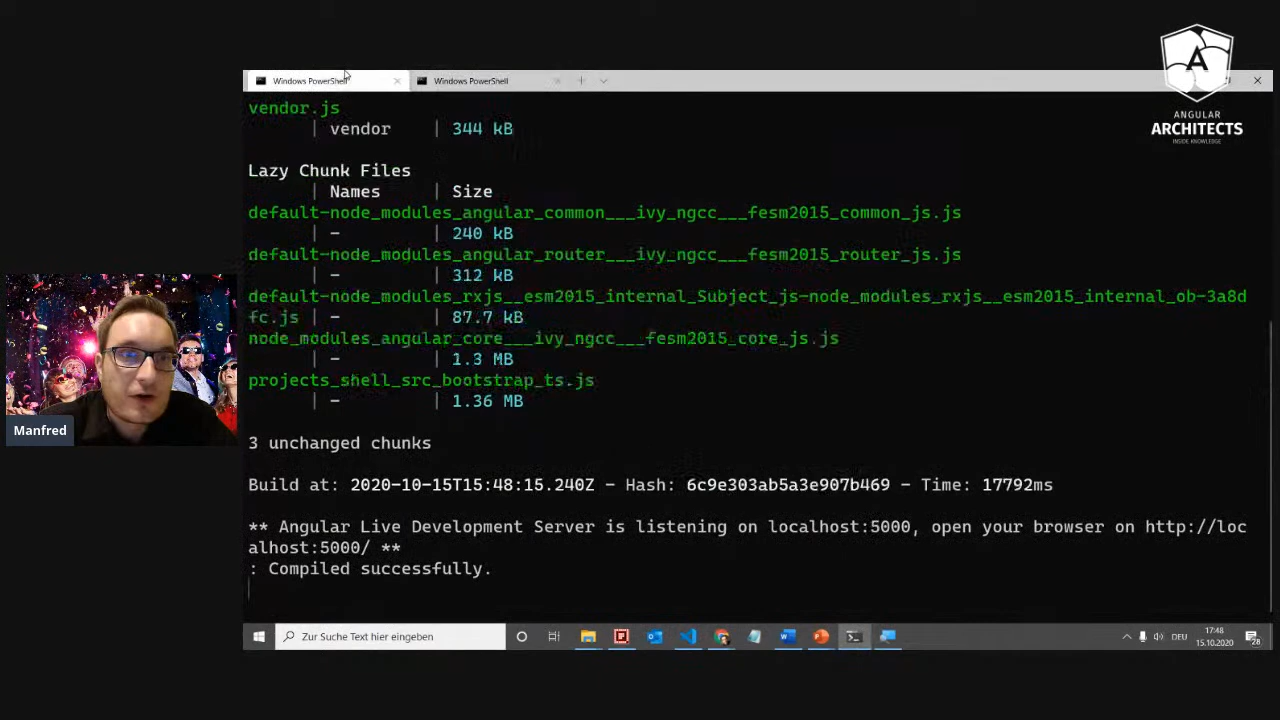 Windows PowerShell
Windows PowerShell
vendor.js
| vendor | 344 kB
Lazy Chunk Files
| Names | Size
default-node_modules_angular_common___ivy_ngcc___fesm2015_common_js.js
| - | 240 kB
default-node_modules_angular_router___ivy_ngcc___fesm2015_router_js.js
| - | 312 kB
default-node_modules_rxjs__esm2015_internal_Subject_js-node_modules_rxjs__esm2015_internal_ob-3a8d
fc.js | - | 87.7 kB
node_modules_angular_core___ivy_ngcc___fesm2015_core_js.js
| - | 1.3 MB
projects_shell_src_bootstrap_ts.js
| - | 1.36 MB
3 unchanged chunks
Build at: 2020-10-15T15:48:15.240Z - Hash: 6c9e303ab5a3e907b469 - Time: 17792ms
** Angular Live Development Server is listening on localhost:5000, open your browser on http://loc
alhost:5000/ **
: Compiled successfully.
Manfred
A
ANGULAR
ARCHITECTS
INSIDE KNOWLEDGE
Zur Suche Text hier eingeben
DEU
17:48
15.10.2020
28